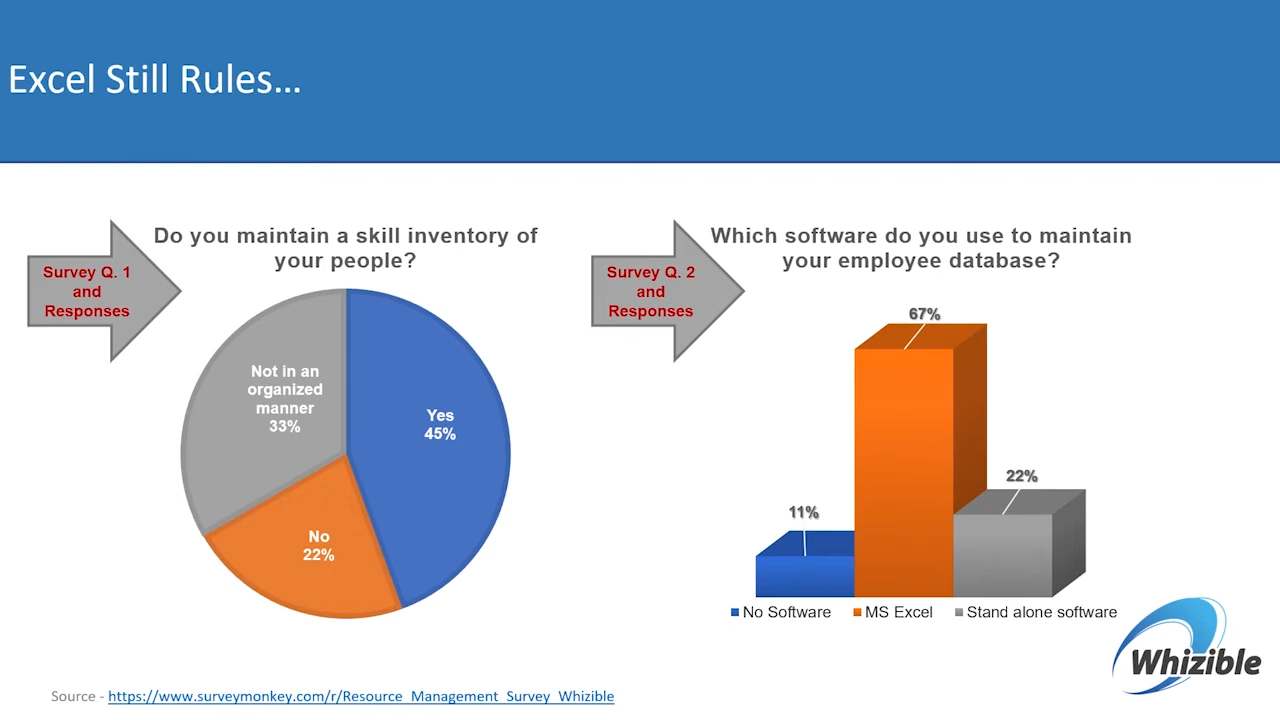 Excel Still Rules...
Survey Q. 1
and
Responses
Do you maintain a skill inventory of
your people?
Not in an
organized
manner
33%
Yes
45%
No
22%
Survey Q. 2
and
Responses
Which software do you use to maintain
your employee database?
67%
22%
11%
No Software MS Excel Stand alone software
Whizible
Source - https://www.surveymonkey.com/r/Resource_Management_Survey_Whizible